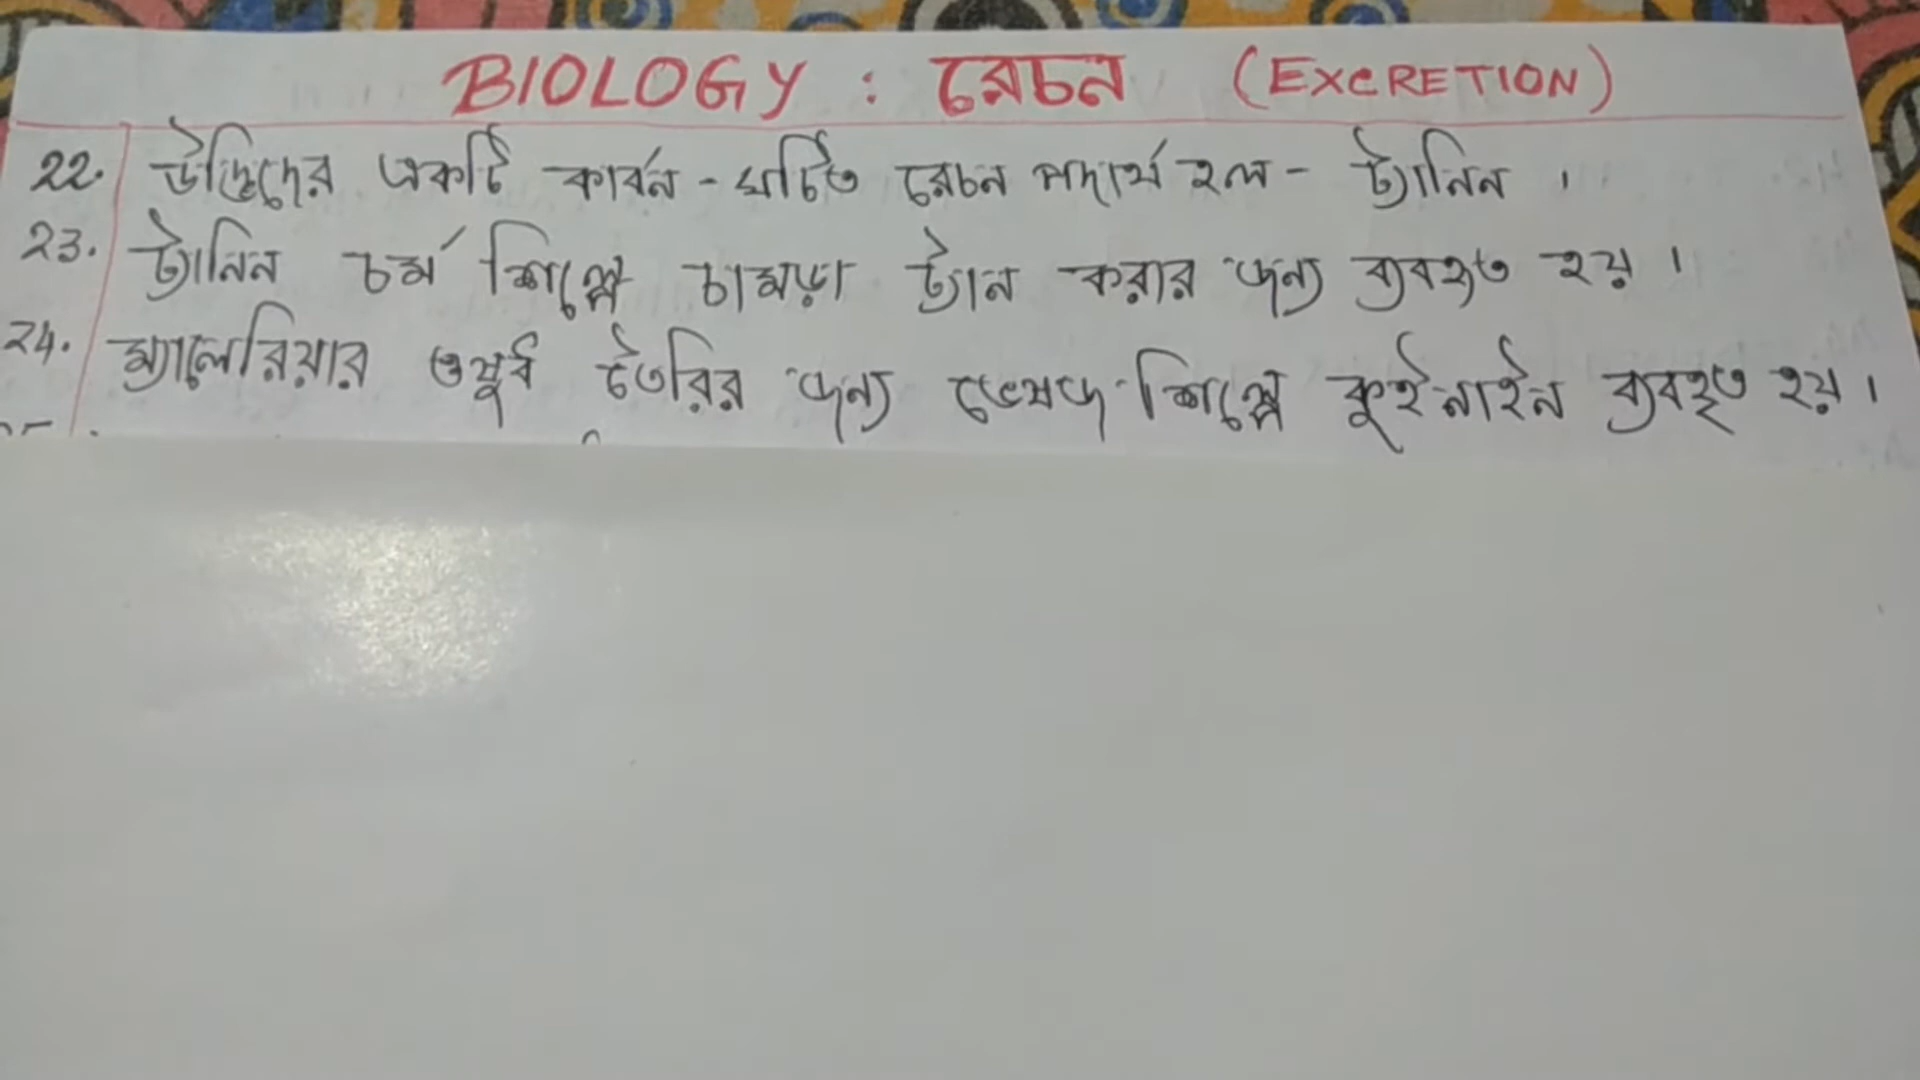 BIOLOGY : রেচন (EXCRETION)
22. উদ্ভিদের একটি কার্বন - ঘটিত রেচন পদার্থ হল - ট্যানিন ।
23. ট্যানিন চর্ম শিল্পে চামড়া ট্যান করার জন্য ব্যবহৃত হয় ।
24. ম্যালেরিয়ার ওষুধ তৈরির জন্য ভেষজ শিল্পে কুইনাইন ব্যবহৃত হয় ।